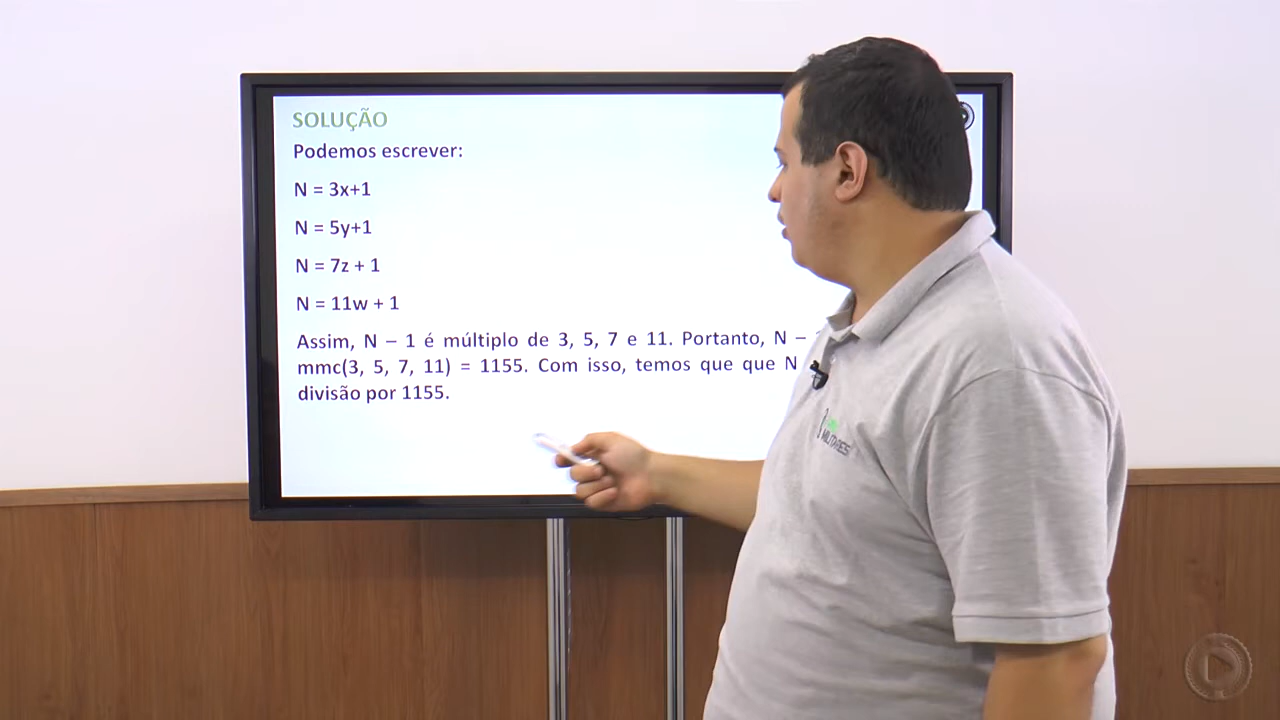 SOLUÇÃO
Podemos escrever:
N = 3x+1
N = 5y+1
N = 7z + 1
N = 11w + 1
Assim, N – 1 é múltiplo de 3, 5, 7 e 11. Portanto, N –
mmc(3, 5, 7, 11) = 1155. Com isso, temos que que N
divisão por 1155.
MILITARES